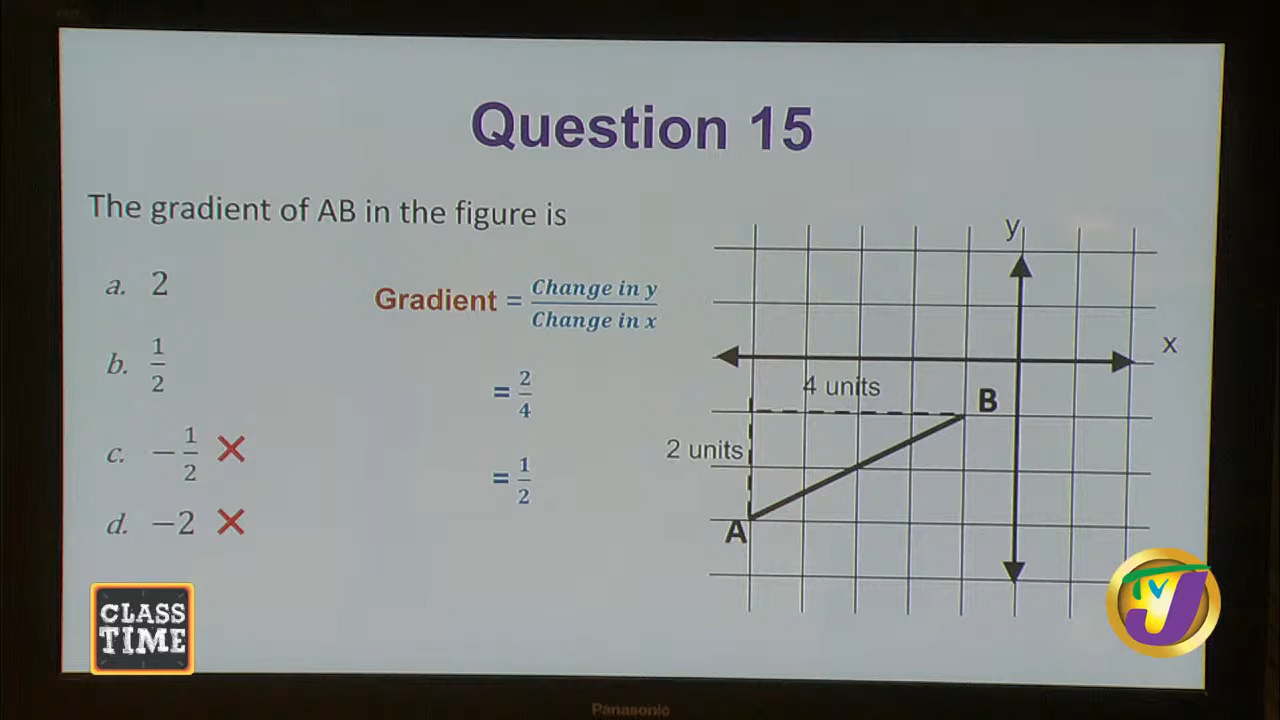 Question 15
The gradient of AB in the figure is
a. 2
b. 1/2
c. −1/2 ✕
d. −2 ✕
Gradient = Change in y / Change in x
= 2/4
= 1/2
y
x
4 units
B
2 units
A
CLASS
TIME
TVJ
Panasonic